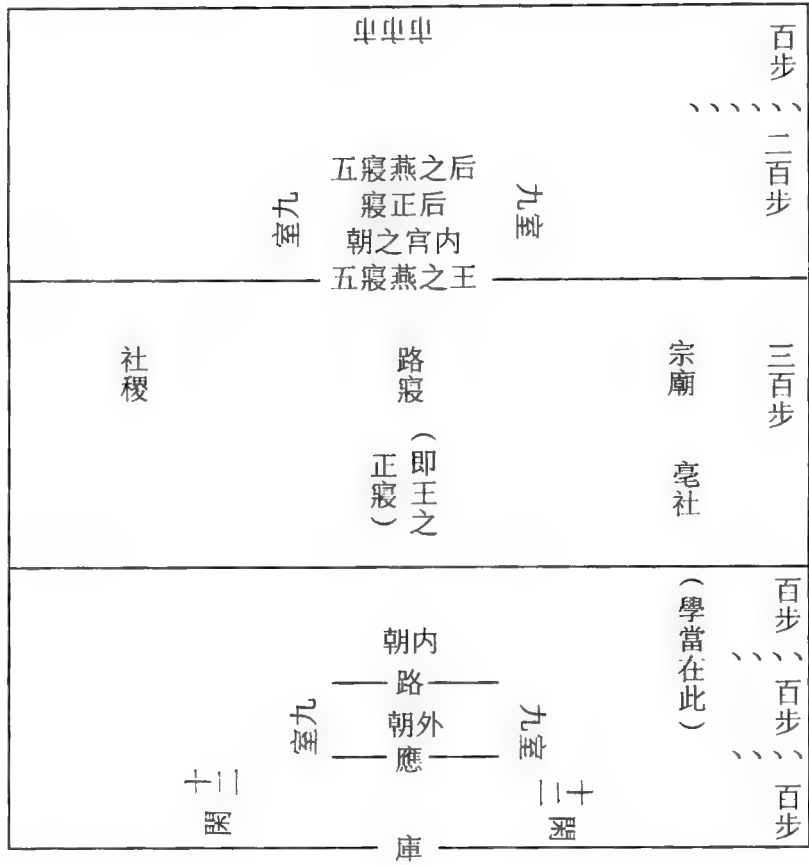 市市市
百步
二百步
后之燕寢五
后正寢
内宫之朝
王之燕寢五
九室
九室
三百步
宗廟
亳社
路寢
（即王之
正寢）
社稷
百步
百步
百步
（學當在此）
内朝
路
外朝
應
九室
九室
十二閑
十二閑
庫